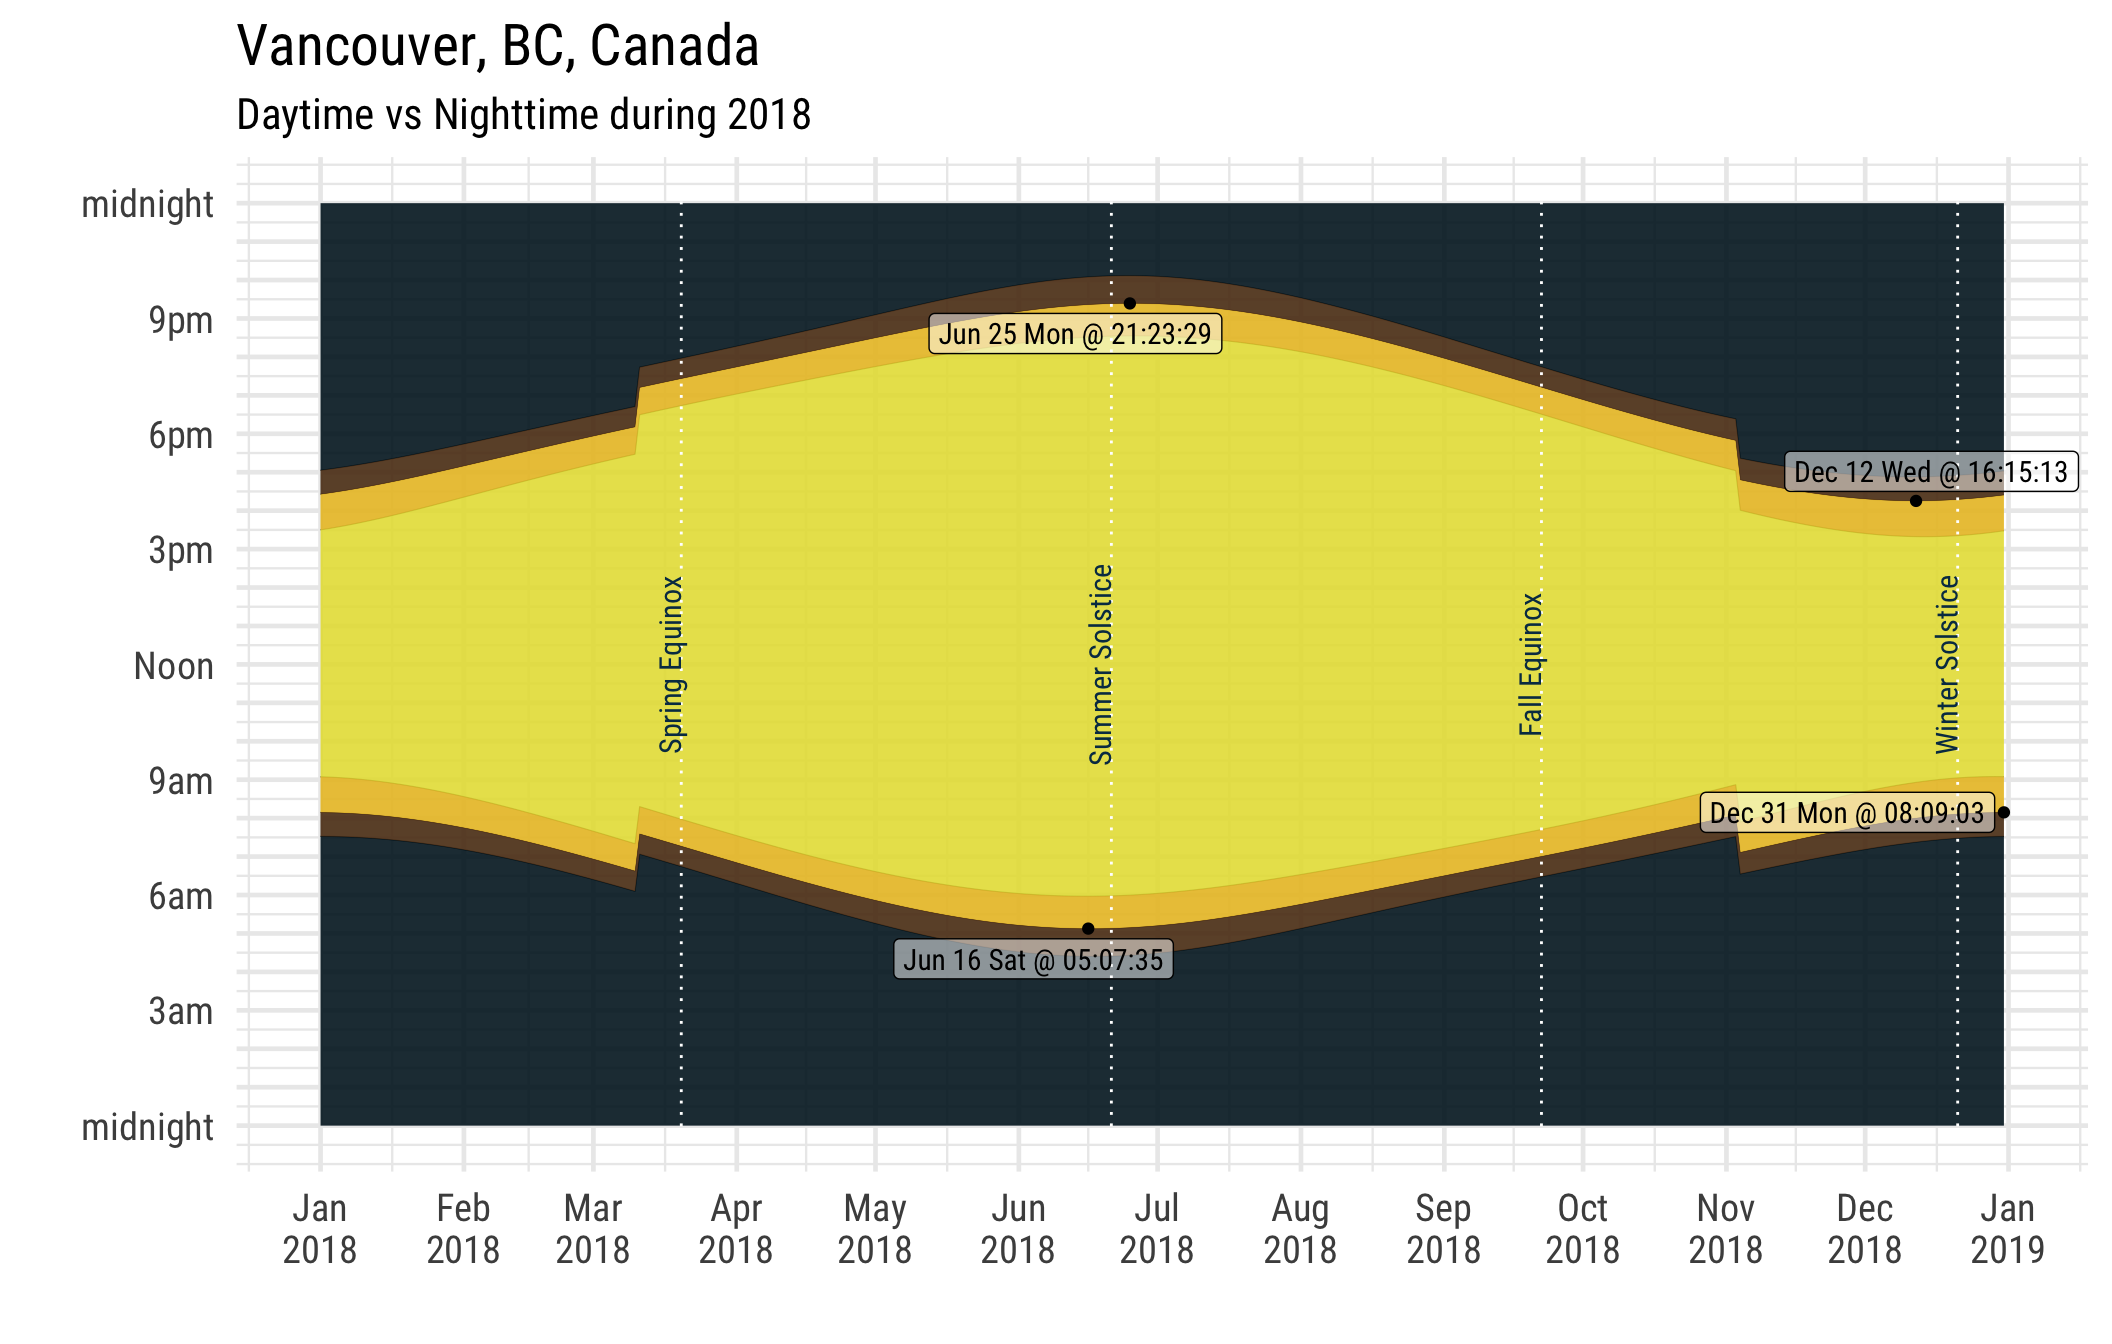 Vancouver, BC, Canada
Daytime vs Nighttime during 2018
midnight
9pm
6pm
3pm
Noon
9am
6am
3am
midnight
Jun 25 Mon @ 21:23:29
Dec 12 Wed @ 16:15:13
Spring Equinox
Summer Solstice
Fall Equinox
Winter Solstice
Dec 31 Mon @ 08:09:03
Jun 16 Sat @ 05:07:35
Jan Feb Mar Apr May Jun Jul Aug Sep Oct Nov Dec Jan
2018 2018 2018 2018 2018 2018 2018 2018 2018 2018 2018 2018 2019